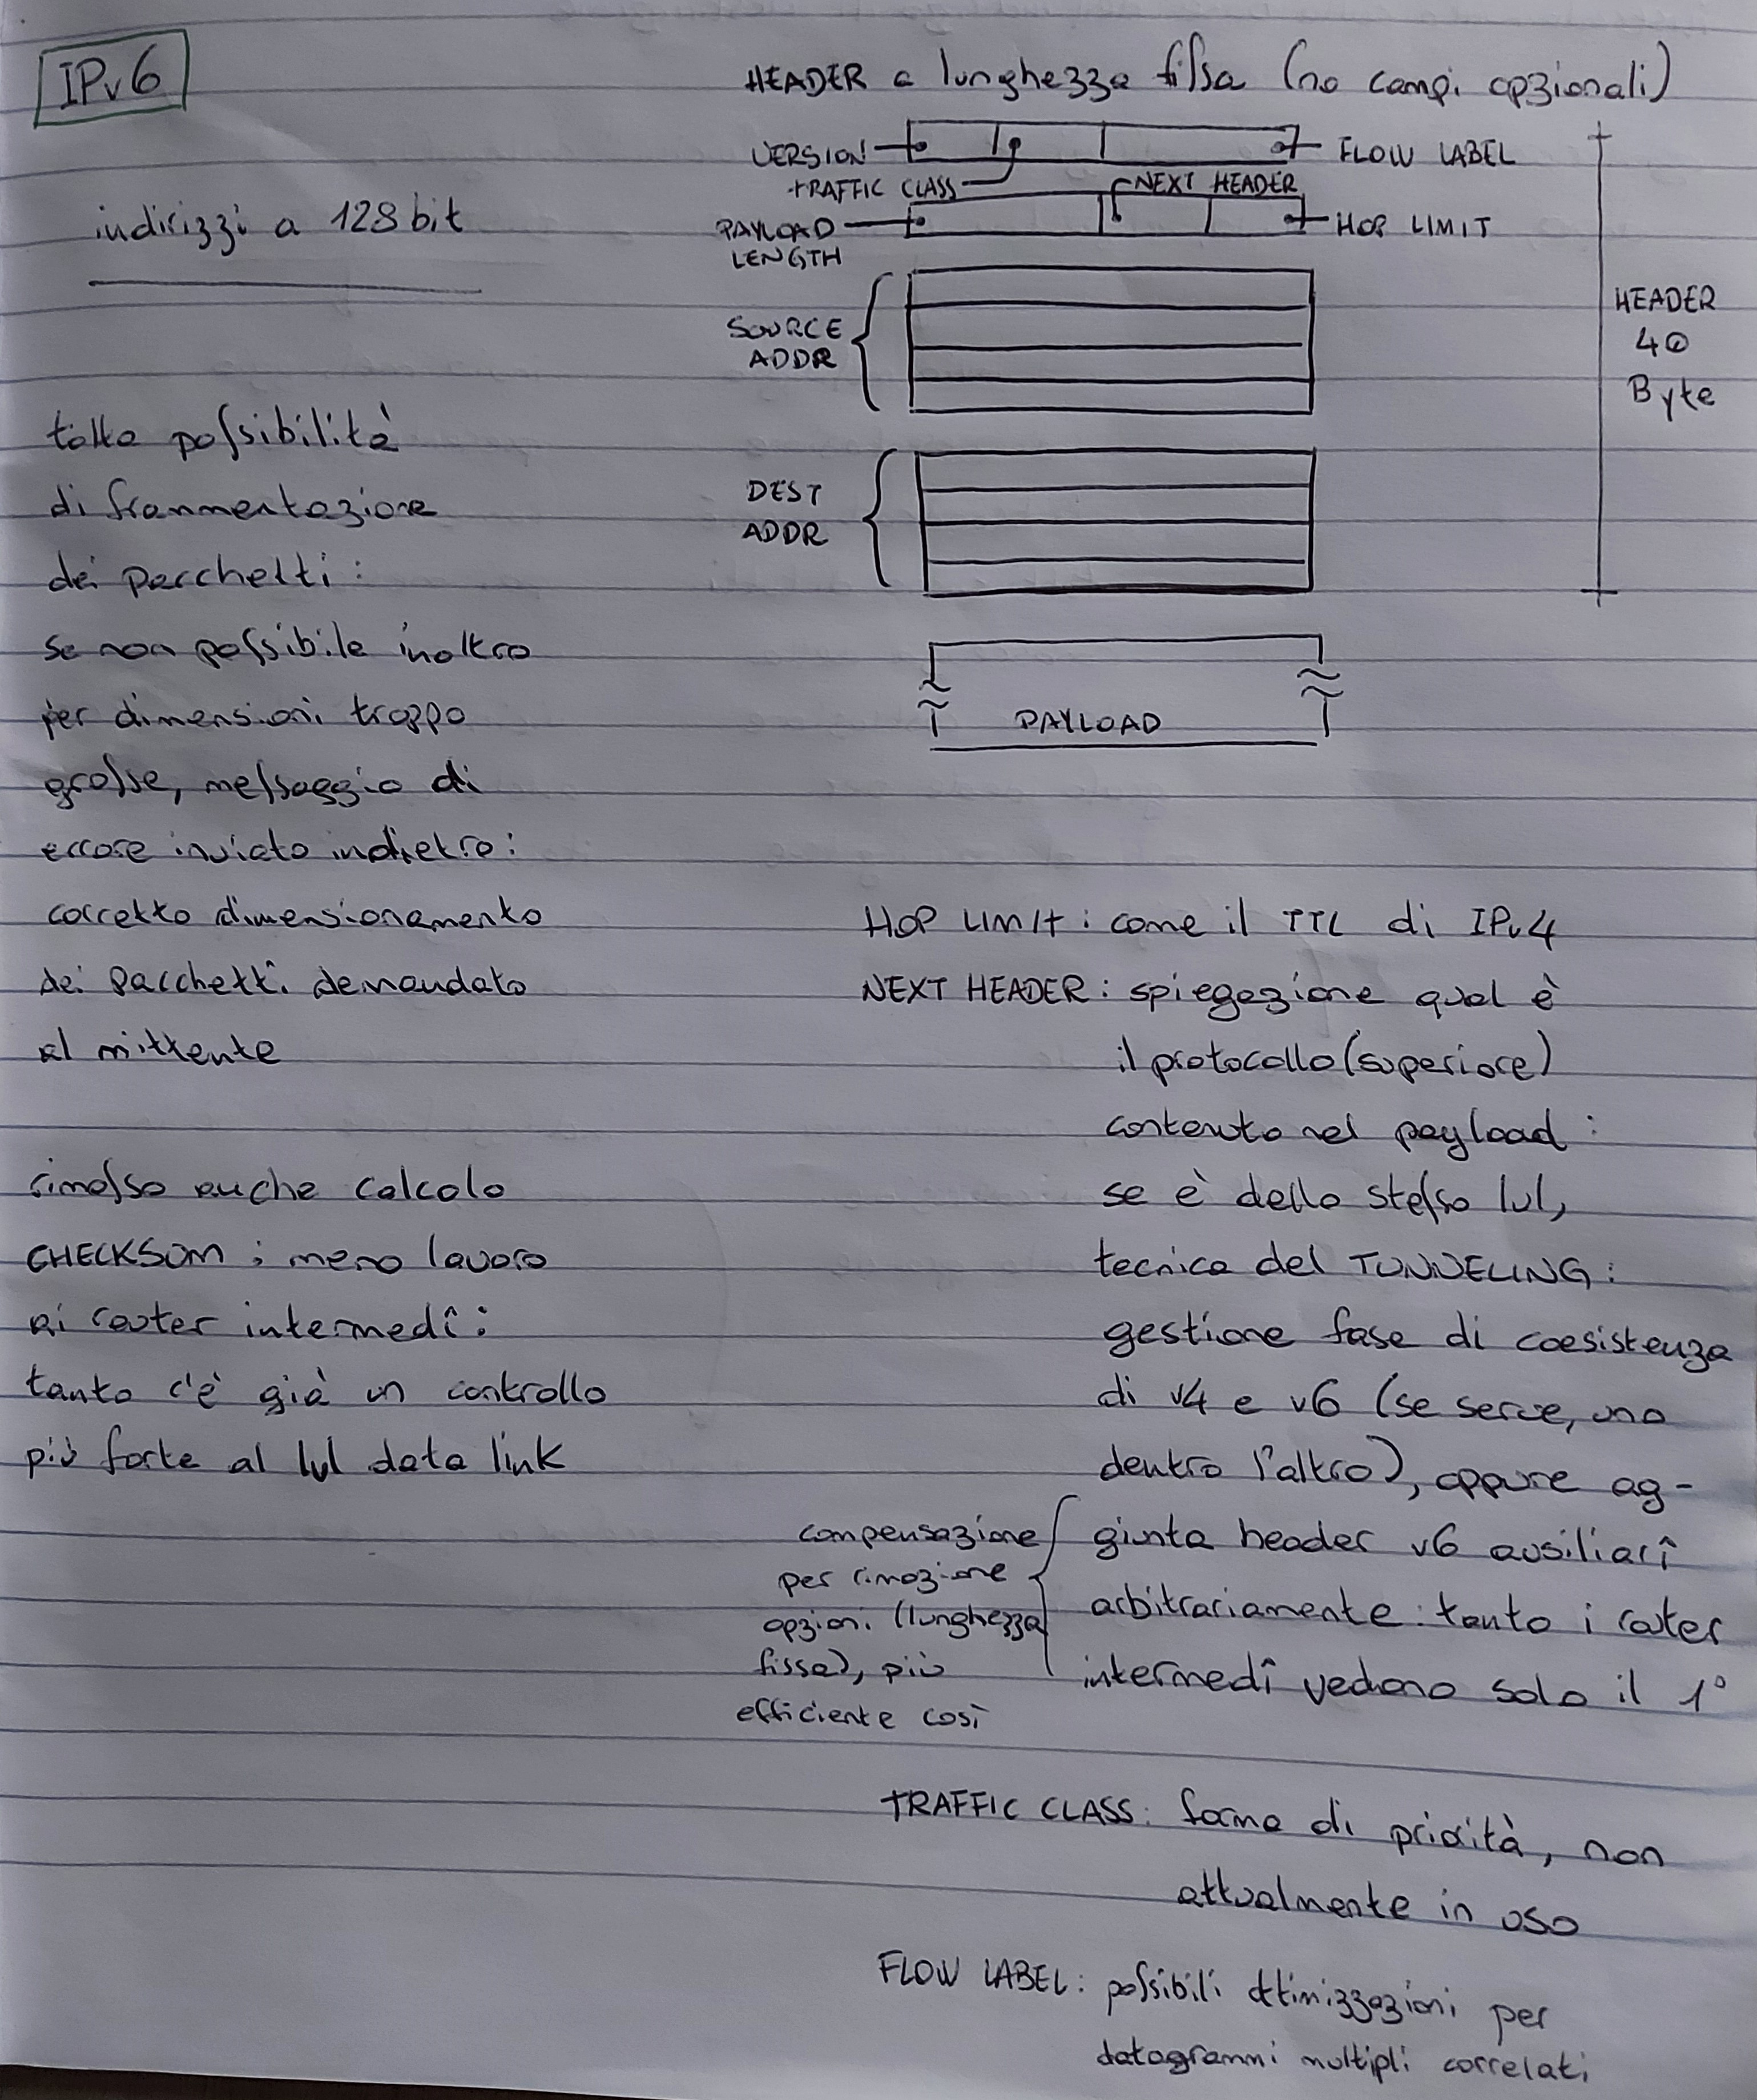 IPv6
indirizzi a 128 bit
HEADER a lunghezza fissa (no campi opzionali)
VERSION
FLOW LABEL
TRAFFIC CLASS
NEXT HEADER
PAYLOAD
LENGTH
HOP LIMIT
SOURCE
ADDR
DEST
ADDR
HEADER
40
Byte
PAYLOAD
tolta possibilità
di frammentazione
dei pacchetti:
se non possibile inoltro
per dimensioni troppo
grosse, messaggio di
errore inviato indietro:
corretto dimensionamento
dei pacchetti demandato
al mittente
rimosso anche calcolo
CHECKSUM; meno lavoro
ai router intermedî:
tanto c'è già un controllo
più forte al lvl data link
HOP LIMIT: come il TTL di IPv4
NEXT HEADER: spiegazione qual è
il protocollo (superiore)
contenuto nel payload:
se è dello stesso lvl,
tecnica del TUNNELING:
gestione fase di coesistenza
di v4 e v6 (se serve, uno
dentro l'altro), oppure ag-
giunta header v6 ausiliarî
arbitrariamente: tanto i router
intermedî vedono solo il 1°
compensazione
per rimozione
opzioni (lunghezza
fissa), più
efficiente così
TRAFFIC CLASS: forma di priorità, non
attualmente in uso
FLOW LABEL: possibili ottimizzazioni per
datagrammi multipli correlati